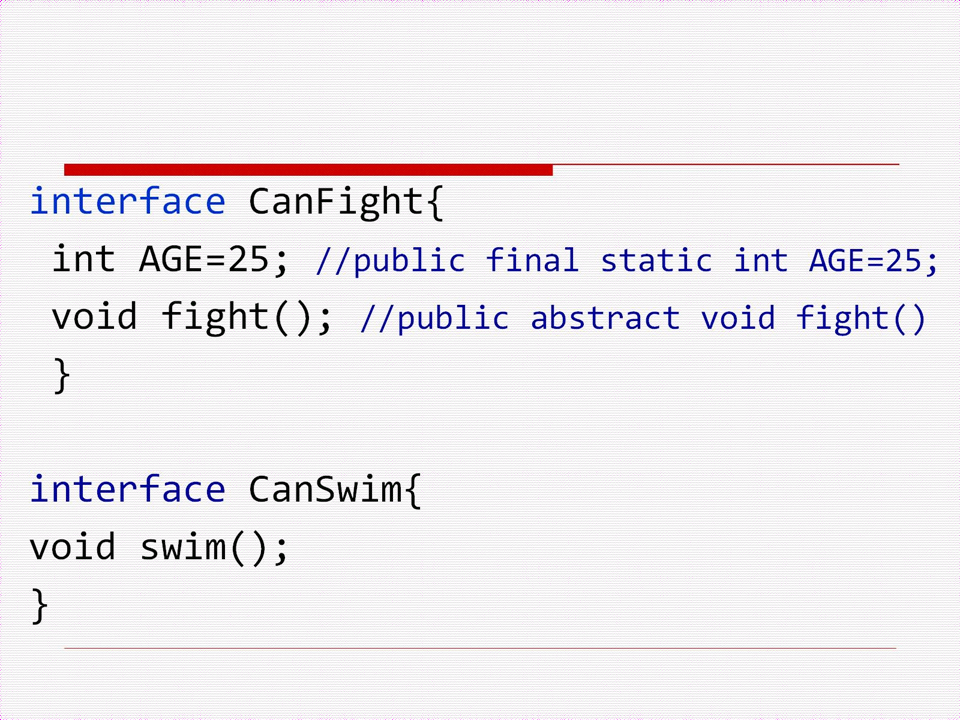 interface CanFight{
int AGE=25; //public final static int AGE=25;
void fight(); //public abstract void fight()
}
interface CanSwim{
void swim();
}